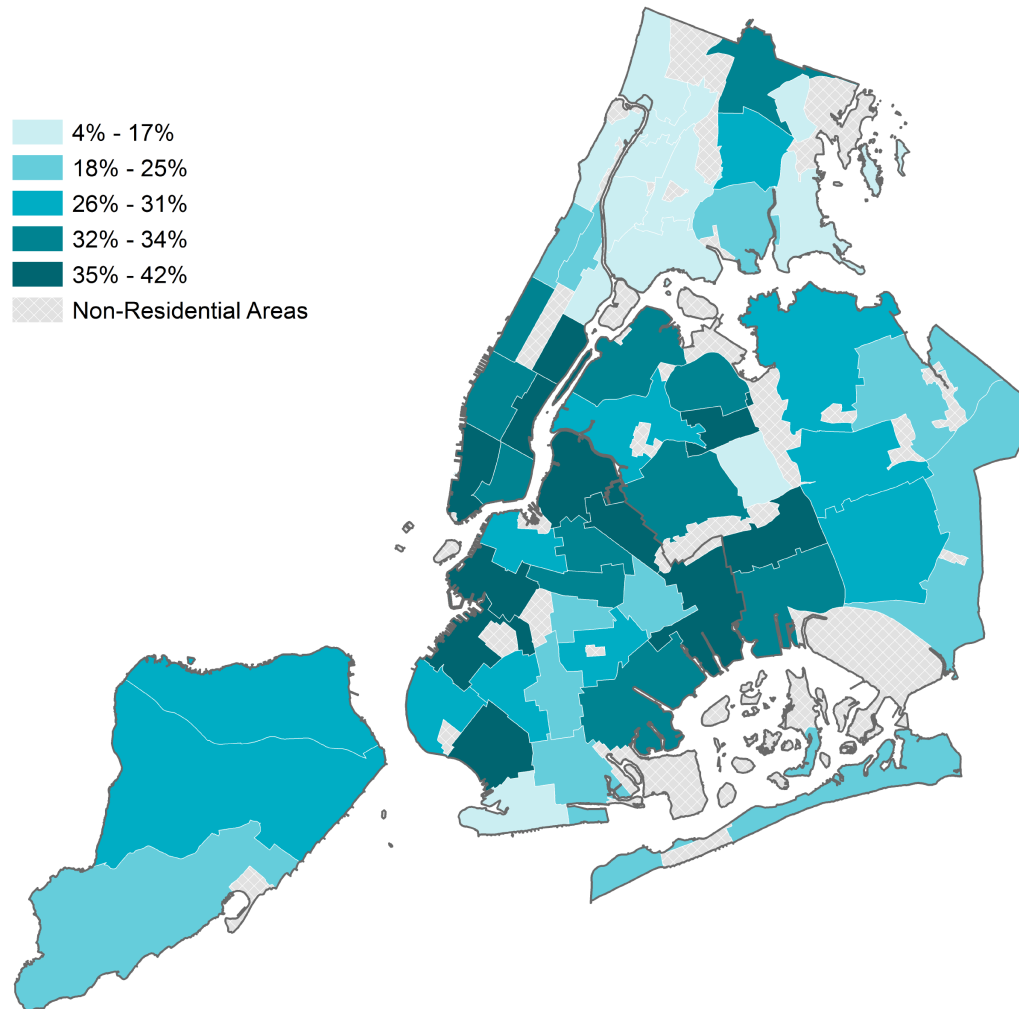 4% - 17%
18% - 25%
26% - 31%
32% - 34%
35% - 42%
Non-Residential Areas